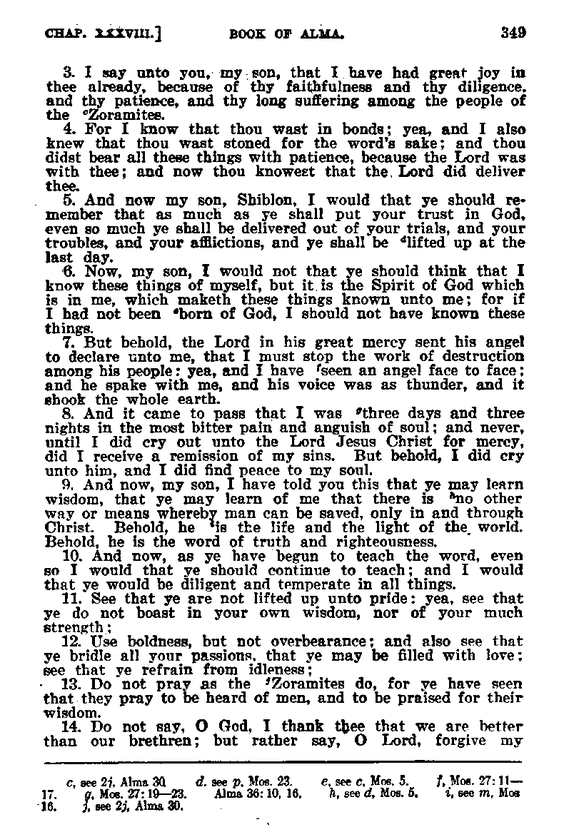 CHAP. XXXVIII.] BOOK OF ALMA. 349
3. I say unto you, my son, that I have had great joy in
thee already, because of thy faithfulness and thy diligence.
and thy patience, and thy long suffering among the people of
the cZoramites.
4. For I know that thou wast in bonds; yea, and I also
knew that thou wast stoned for the word's sake; and thou
didst bear all these things with patience, because the Lord was
with thee; and now thou knowest that the Lord did deliver
thee.
5. And now my son, Shiblon, I would that ye should re-
member that as much as ye shall put your trust in God,
even so much ye shall be delivered out of your trials, and your
troubles, and your afflictions, and ye shall be dlifted up at the
last day.
6. Now, my son, I would not that ye should think that I
know these things of myself, but it is the Spirit of God which
is in me, which maketh these things known unto me; for if
I had not been eborn of God, I should not have known these
things.
7. But behold, the Lord in his great mercy sent his angel
to declare unto me, that I must stop the work of destruction
among his people: yea, and I have fseen an angel face to face;
and he spake with me, and his voice was as thunder, and it
shook the whole earth.
8. And it came to pass that I was gthree days and three
nights in the most bitter pain and anguish of soul; and never,
until I did cry out unto the Lord Jesus Christ for mercy,
did I receive a remission of my sins. But behold, I did cry
unto him, and I did find peace to my soul.
9. And now, my son, I have told you this that ye may learn
wisdom, that ye may learn of me that there is hno other
way or means whereby man can be saved, only in and through
Christ. Behold, he iis the life and the light of the world.
Behold, he is the word of truth and righteousness.
10. And now, as ye have begun to teach the word, even
so I would that ye should continue to teach; and I would
that ye would be diligent and temperate in all things.
11. See that ye are not lifted up unto pride: yea, see that
ye do not boast in your own wisdom, nor of your much
strength;
12. Use boldness, but not overbearance; and also see that
ye bridle all your passions, that ye may be filled with love;
see that ye refrain from idleness;
13. Do not pray as the jZoramites do, for ye have seen
that they pray to be heard of men, and to be praised for their
wisdom.
14. Do not say, O God, I thank thee that we are better
than our brethren; but rather say, O Lord, forgive my
c, see 2j, Alma 30. d. see p, Mos. 23. e, see c, Mos. 5. f, Mos. 27: 11—
17. g, Mos. 27: 19—23. Alma 36: 10, 16. h, see d, Mos. 5. i, see m, Mos
16. j, see 2j, Alma 30.